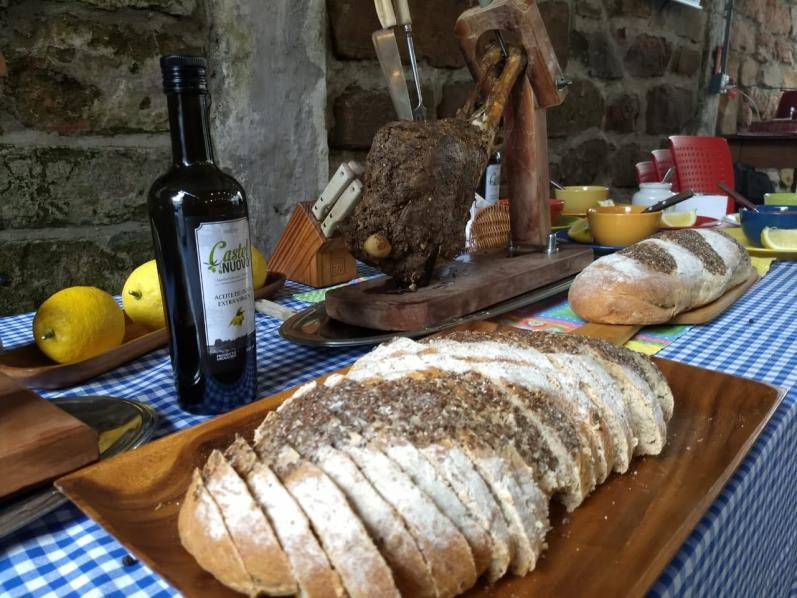 Castel
NUOVO
ACEITE DE OLIVA
EXTRA VIRGEN